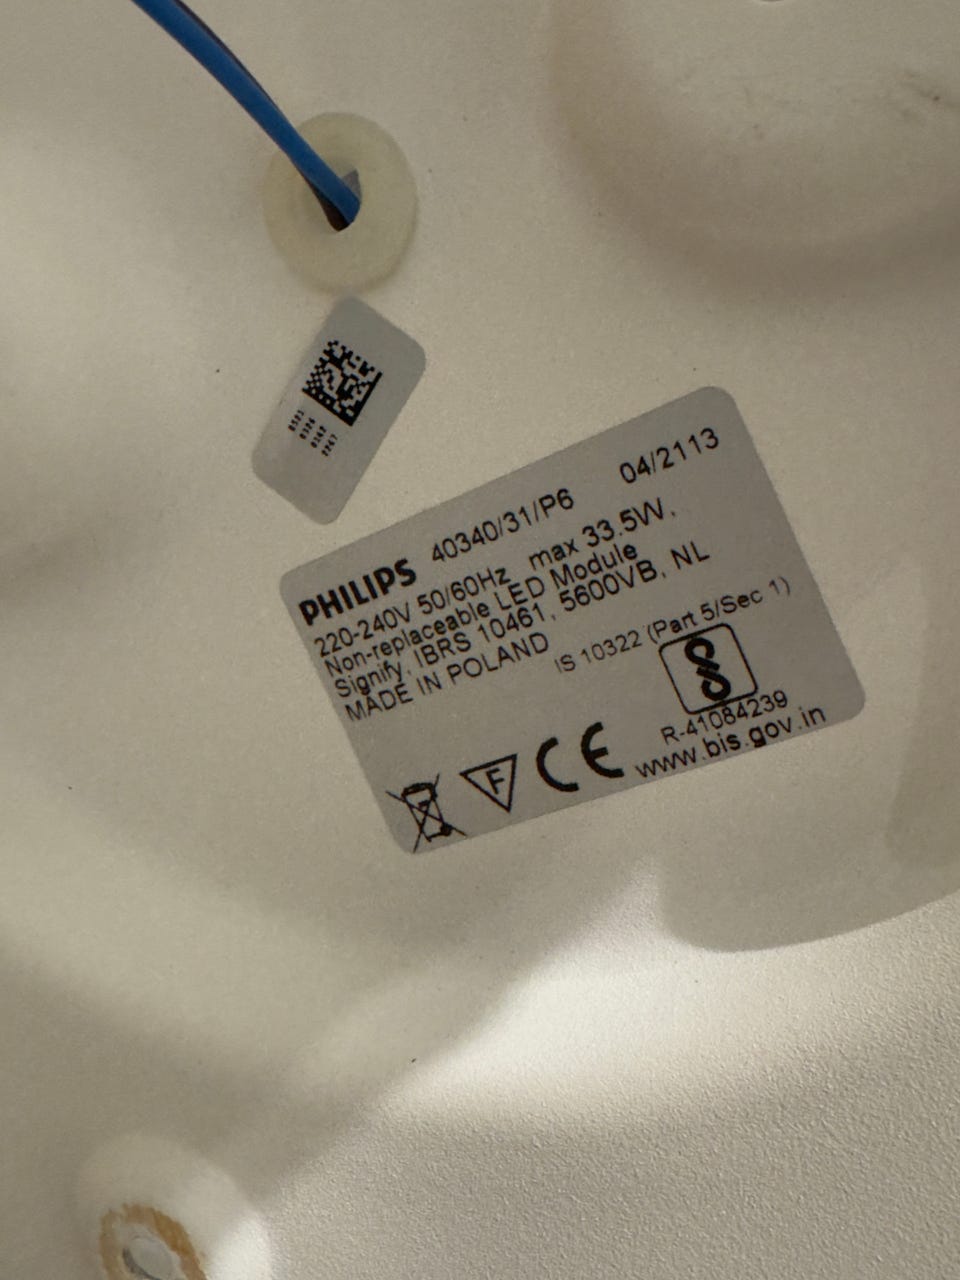 PHILIPS 40340/31/P6 04/2113
220-240V 50/60Hz max 33.5W.
Non-replaceable LED Module
Signify, IBRS 10461, 5600VB, NL
MADE IN POLAND
IS 10322 (Part 5/Sec 1)
F CE
R-41084239
www.bis.gov.in